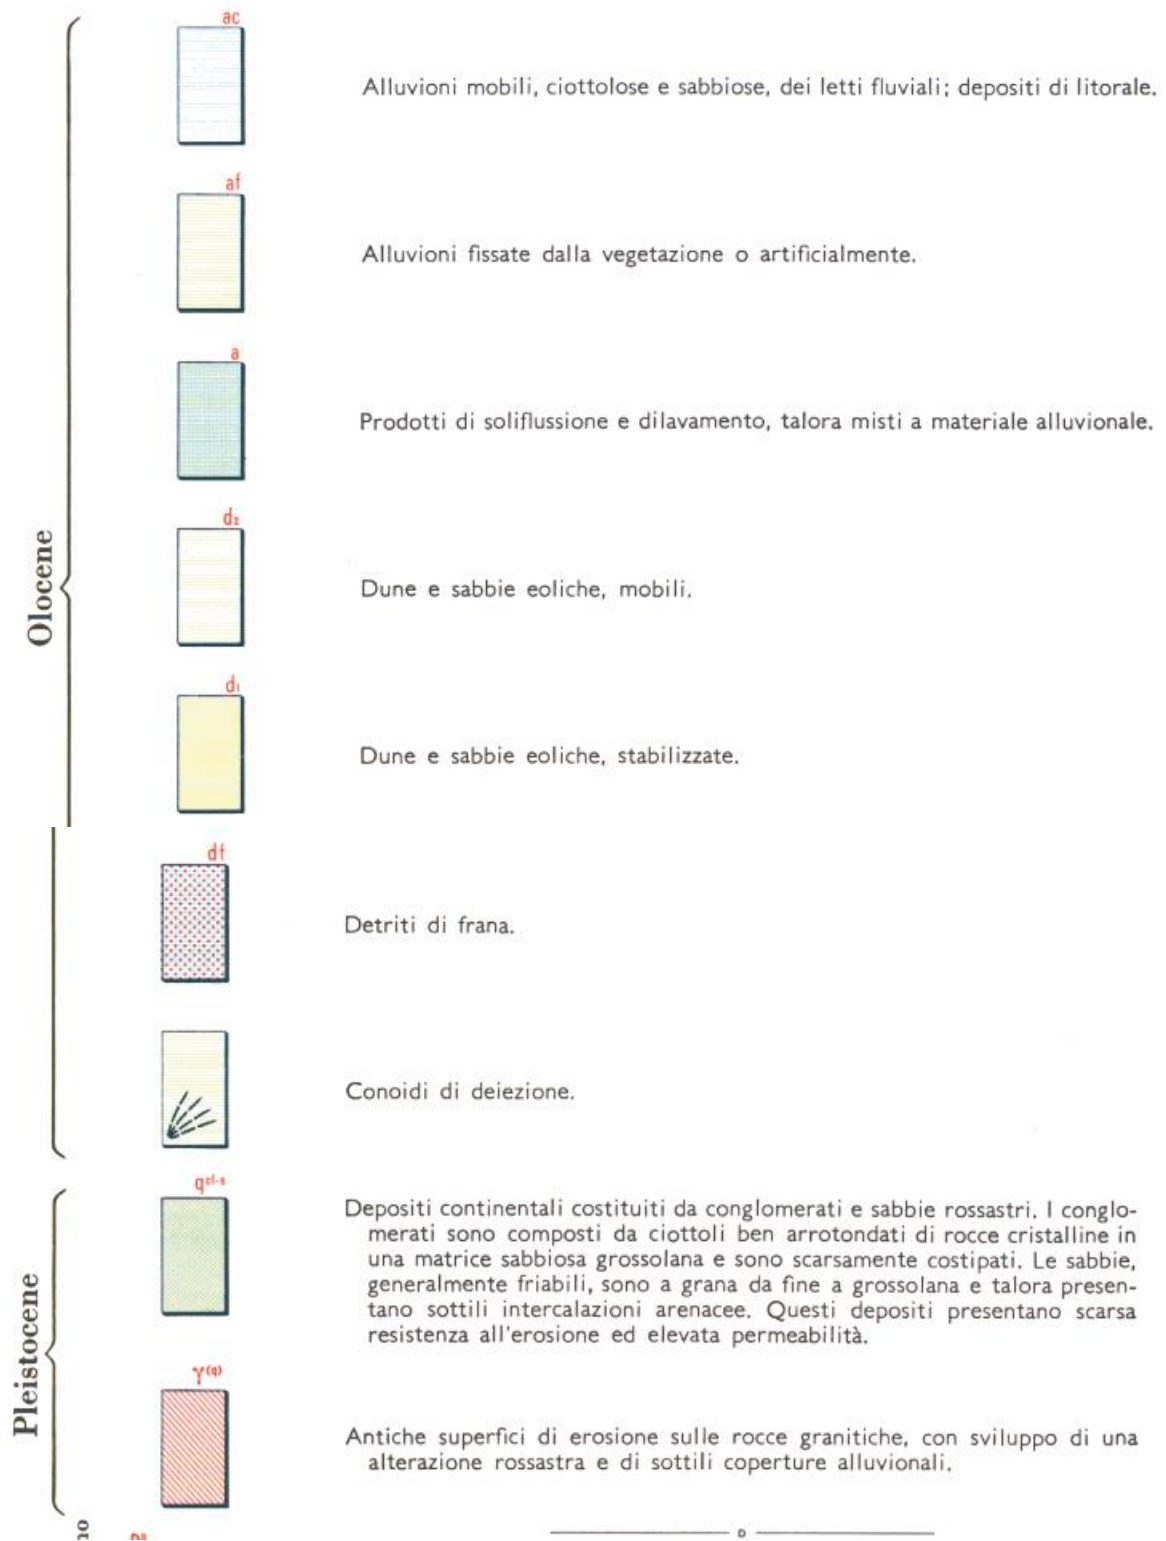 ac
Alluvioni mobili, ciottolose e sabbiose, dei letti fluviali; depositi di litorale.
af
Alluvioni fissate dalla vegetazione o artificialmente.
a
Prodotti di soliflussione e dilavamento, talora misti a materiale alluvionale.
Olocene
d₂
Dune e sabbie eoliche, mobili.
d₁
Dune e sabbie eoliche, stabilizzate.
df
Detriti di frana.
Conoidi di deiezione.
Pleistocene
q^cl-s
Depositi continentali costituiti da conglomerati e sabbie rossastri. I conglo-
merati sono composti da ciottoli ben arrotondati di rocce cristalline in
una matrice sabbiosa grossolana e sono scarsamente costipati. Le sabbie,
generalmente friabili, sono a grana da fine a grossolana e talora presen-
tano sottili intercalazioni arenacee. Questi depositi presentano scarsa
resistenza all'erosione ed elevata permeabilità.
γ(q)
Antiche superfici di erosione sulle rocce granitiche, con sviluppo di una
alterazione rossastra e di sottili coperture alluvionali.